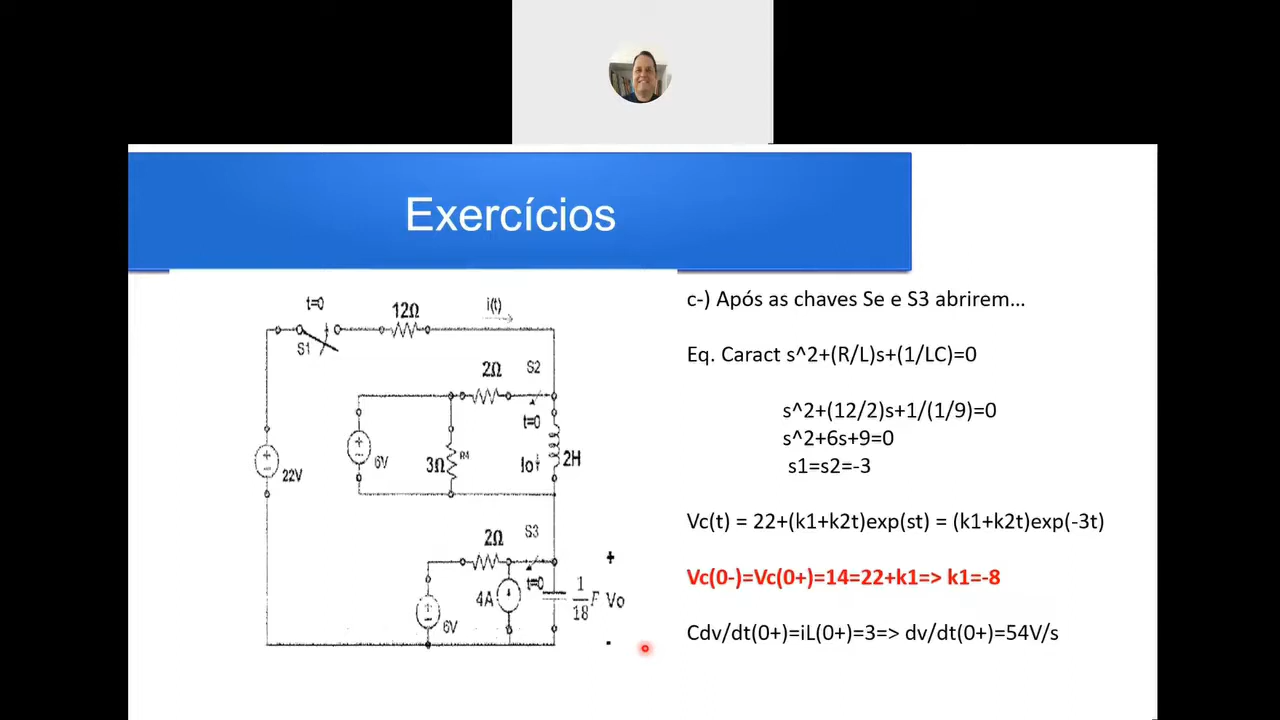 Exercícios
t=0
12Ω
i(t)
S1
2Ω
S2
t=0
22V
6V
3Ω
R4
Io
2H
2Ω
S3
t=0
+
4A
1
18
F
Vo
6V
-
c-) Após as chaves Se e S3 abrirem...
Eq. Caract s^2+(R/L)s+(1/LC)=0
s^2+(12/2)s+1/(1/9)=0
s^2+6s+9=0
s1=s2=-3
Vc(t) = 22+(k1+k2t)exp(st) = (k1+k2t)exp(-3t)
Vc(0-)=Vc(0+)=14=22+k1=> k1=-8
Cdv/dt(0+)=iL(0+)=3=> dv/dt(0+)=54V/s